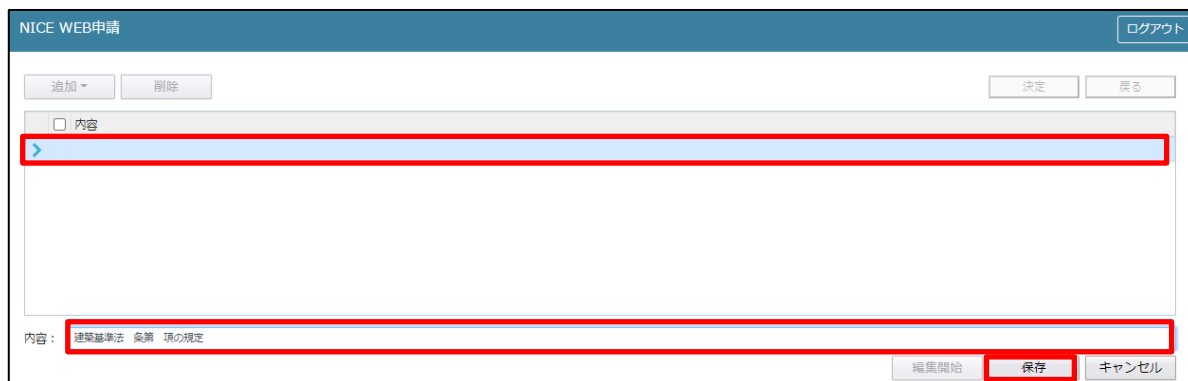 NICE WEB申請 ログアウト
追加 削除 決定 戻る
内容
内容： 建築基準法　条第　項の規定
編集開始 保存 キャンセル